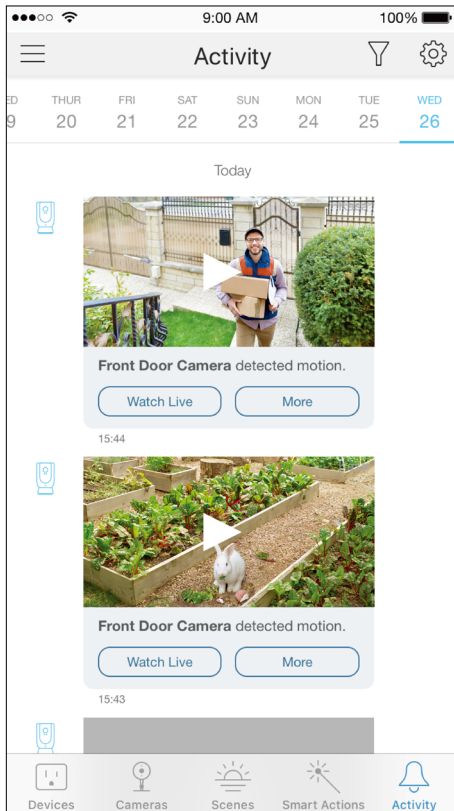 9:00 AM
100%
Activity
ED THUR FRI SAT SUN MON TUE WED
9 20 21 22 23 24 25 26
Today
Front Door Camera detected motion.
Watch Live More
15:44
Front Door Camera detected motion.
Watch Live More
15:43
Devices Cameras Scenes Smart Actions Activity